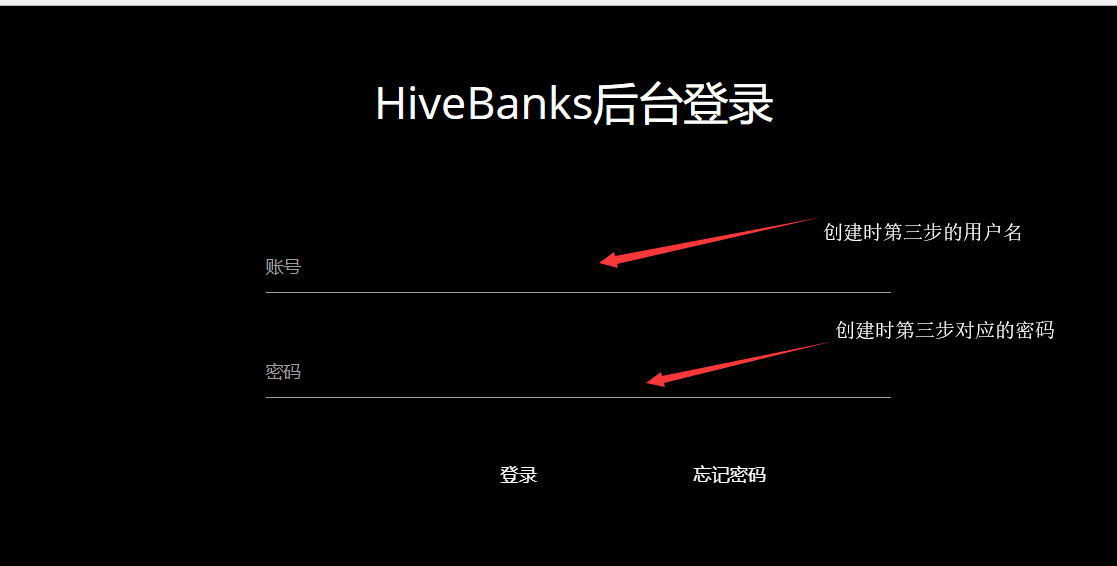 HiveBanks后台登录
创建时第三步的用户名
账号
创建时第三步对应的密码
密码
登录 忘记密码